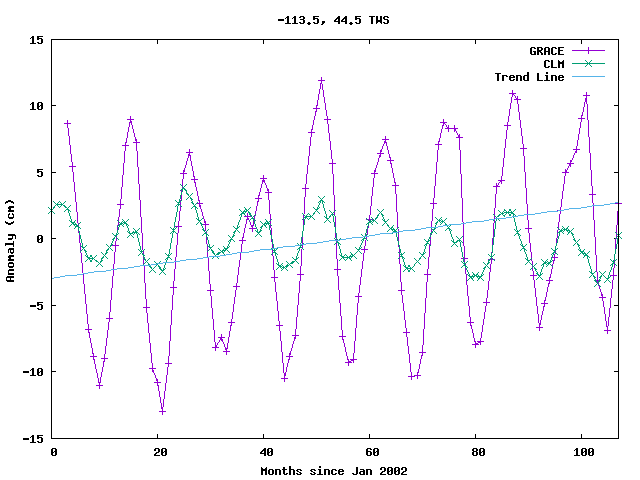 -113.5, 44.5 TWS
GRACE
CLM
Trend Line
15
10
5
0
-5
-10
-15
Anomaly (cm)
0 20 40 60 80 100
Months since Jan 2002